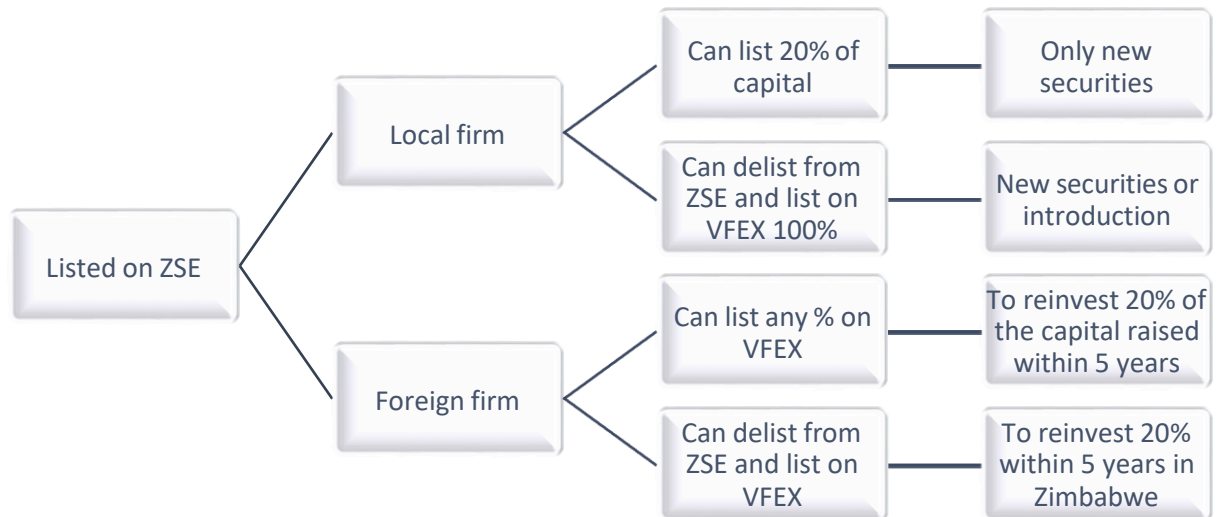 Listed on ZSE
Local firm
Can list 20% of
capital
Only new
securities
Can delist from
ZSE and list on
VFEX 100%
New securities or
introduction
Foreign firm
Can list any % on
VFEX
To reinvest 20% of
the capital raised
within 5 years
Can delist from
ZSE and list on
VFEX
To reinvest 20%
within 5 years in
Zimbabwe